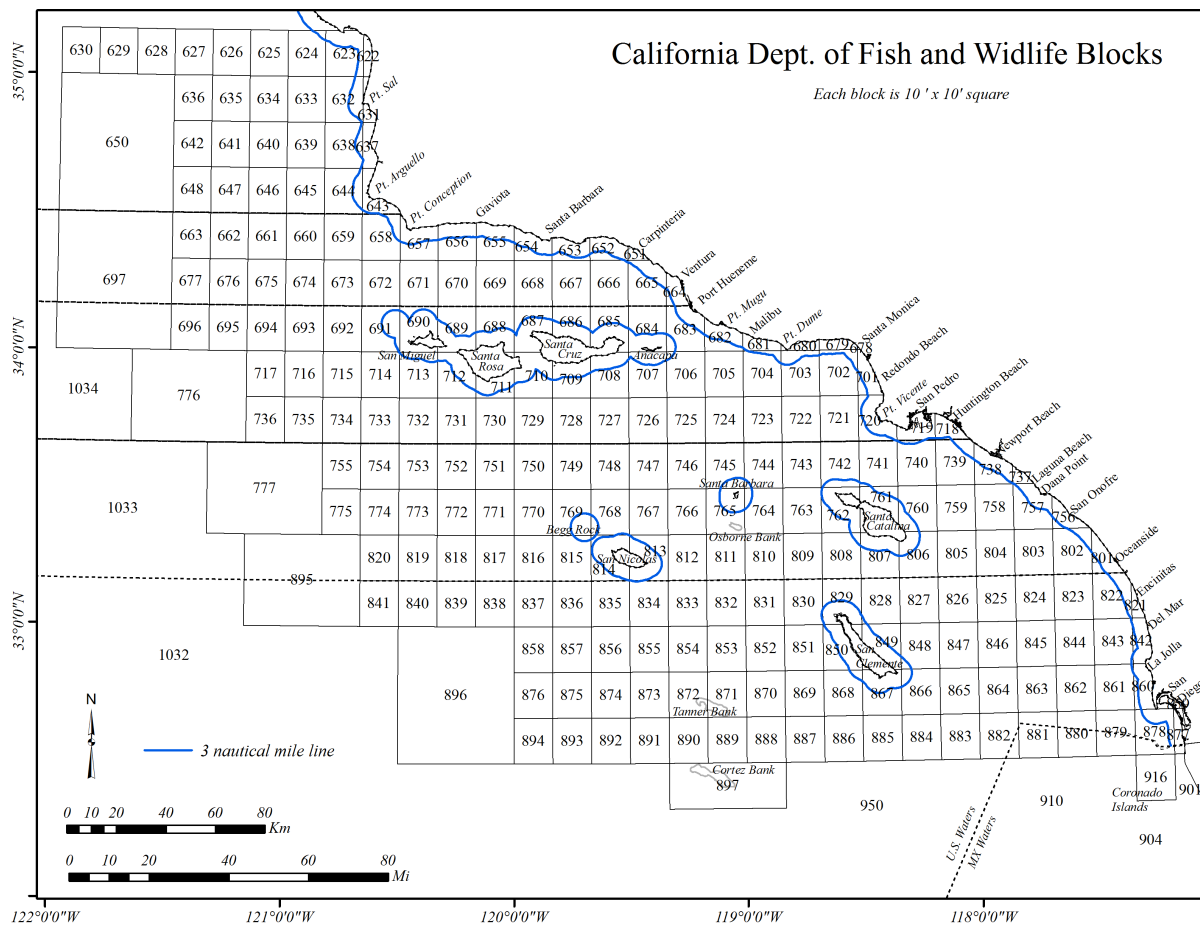 California Dept. of Fish and Widlife Blocks
Each block is 10 ' x 10' square
35°0'0"N
34°0'0"N
33°0'0"N
630 629 628 627 626 625 624 623 622
636 635 634 633 632 631
Pt. Sal
650 642 641 640 639 638 637
648 647 646 645 644 643
Pt. Arguello
Pt. Conception
Gaviota
Santa Barbara
Carpintoria
Ventura
Port Hueneme
Pt. Mugu
Malibu
Pt. Dume
Santa Monica
Redondo Beach
Pt. Vicente
San Pedro
Huntington Beach
Newport Beach
Laguna Beach
Dana Point
San Onofre
Oceanside
Encinitas
Del Mar
La Jolla
San
Diego
663 662 661 660 659 658 657 656 655 654 653 652 651
697 677 676 675 674 673 672 671 670 669 668 667 666 665 664
696 695 694 693 692 691 690 689 688 687 686 685 684 683 682 681 680 679 678
San Miguel
Santa
Rosa
Santa
Cruz
Anacapa
1034 776 717 716 715 714 713 712 711 710 709 708 707 706 705 704 703 702 701
736 735 734 733 732 731 730 729 728 727 726 725 724 723 722 721 720 719 718
777 755 754 753 752 751 750 749 748 747 746 745 744 743 742 741 740 739 738 737
Santa Barbara
1033 775 774 773 772 771 770 769 768 767 766 765 764 763 762 761 760 759 758 757 756
Begg Rock
Osborne Bank
Santa
Catalina
895 820 819 818 817 816 815 814 813 812 811 810 809 808 807 806 805 804 803 802 801
San Nicolas
841 840 839 838 837 836 835 834 833 832 831 830 829 828 827 826 825 824 823 822 821
1032 858 857 856 855 854 853 852 851 850 849 848 847 846 845 844 843 842
San
Clemente
896 876 875 874 873 872 871 870 869 868 867 866 865 864 863 862 861 860
Tanner Bank
894 893 892 891 890 889 888 887 886 885 884 883 882 881 880 879 878 877
Cortez Bank
897 950 910 916 901
Coronado
Islands
904
U.S. Waters
MX Waters
N
3 nautical mile line
0 10 20 40 60 80
Km
0 10 20 40 60 80
Mi
122°0'0"W 121°0'0"W 120°0'0"W 119°0'0"W 118°0'0"W